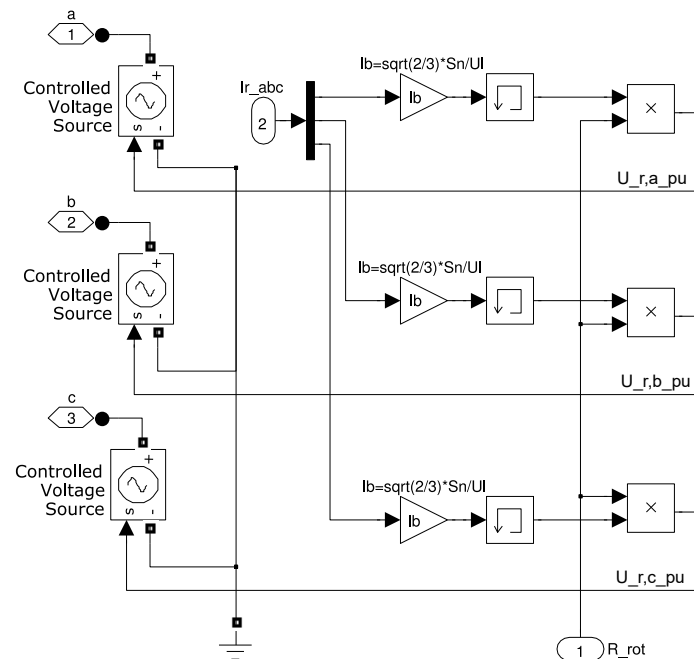 a
1
+
s
-
Controlled
Voltage
Source
Ir_abc
2
Ib=sqrt(2/3)*Sn/Ul
Ib
×
U_r,a_pu
b
2
+
s
-
Controlled
Voltage
Source
Ib=sqrt(2/3)*Sn/Ul
Ib
×
U_r,b_pu
c
3
+
s
-
Controlled
Voltage
Source
Ib=sqrt(2/3)*Sn/Ul
Ib
×
U_r,c_pu
1
R_rot